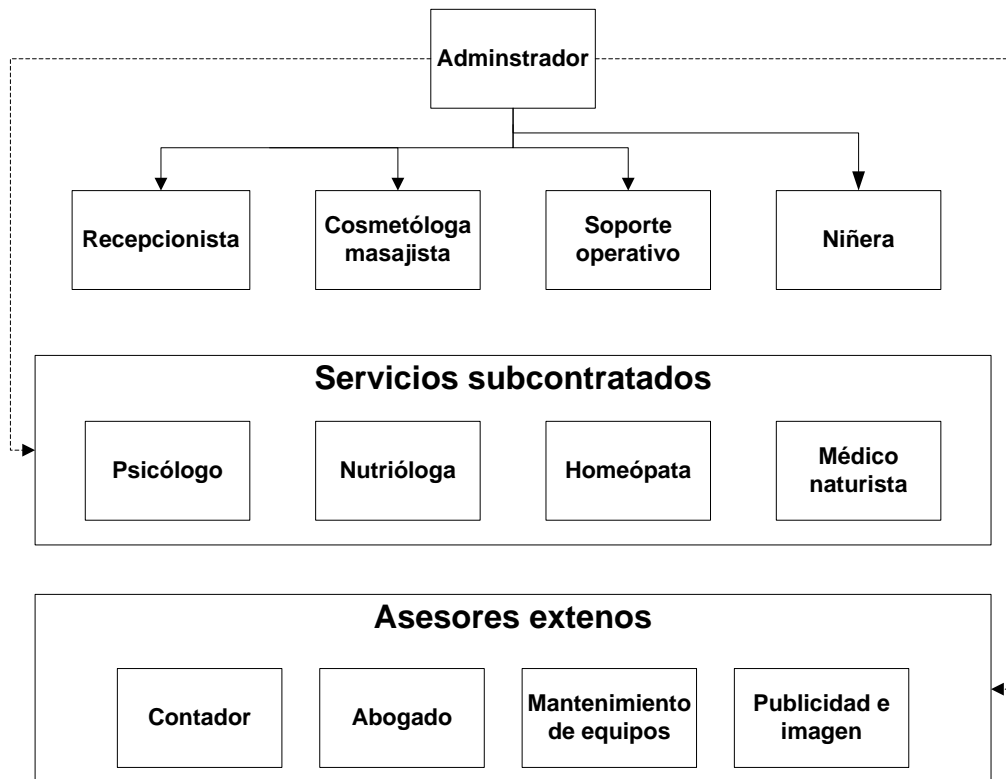 Adminstrador
Recepcionista
Cosmetóloga
masajista
Soporte
operativo
Niñera
Servicios subcontratados
Psicólogo
Nutrióloga
Homeópata
Médico
naturista
Asesores extenos
Contador
Abogado
Mantenimiento
de equipos
Publicidad e
imagen